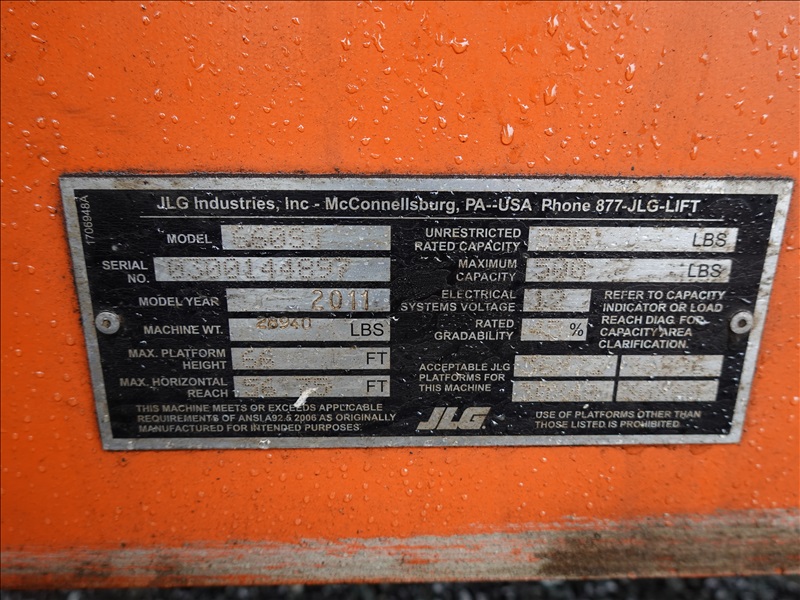 JLG Industries, Inc - McConnellsburg, PA--USA Phone 877-JLG-LIFT
1706948A
MODEL 660SJ
SERIAL NO. 0300144897
MODEL YEAR 2011
MACHINE WT. LBS
MAX. PLATFORM HEIGHT 66 FT
MAX. HORIZONTAL REACH FT
THIS MACHINE MEETS OR EXCEEDS APPLICABLE
REQUIREMENTS OF ANSI,A92.5 2006 AS ORIGINALLY
MANUFACTURED FOR INTENDED PURPOSES.
UNRESTRICTED RATED CAPACITY 500 LBS
MAXIMUM CAPACITY 500 LBS
ELECTRICAL SYSTEMS VOLTAGE 12
RATED GRADABILITY %
REFER TO CAPACITY
INDICATOR OR LOAD
REACH DIAG. FOR
CAPACITY AREA
CLARIFICATION.
ACCEPTABLE JLG
PLATFORMS FOR
THIS MACHINE
JLG
USE OF PLATFORMS OTHER THAN
THOSE LISTED IS PROHIBITED